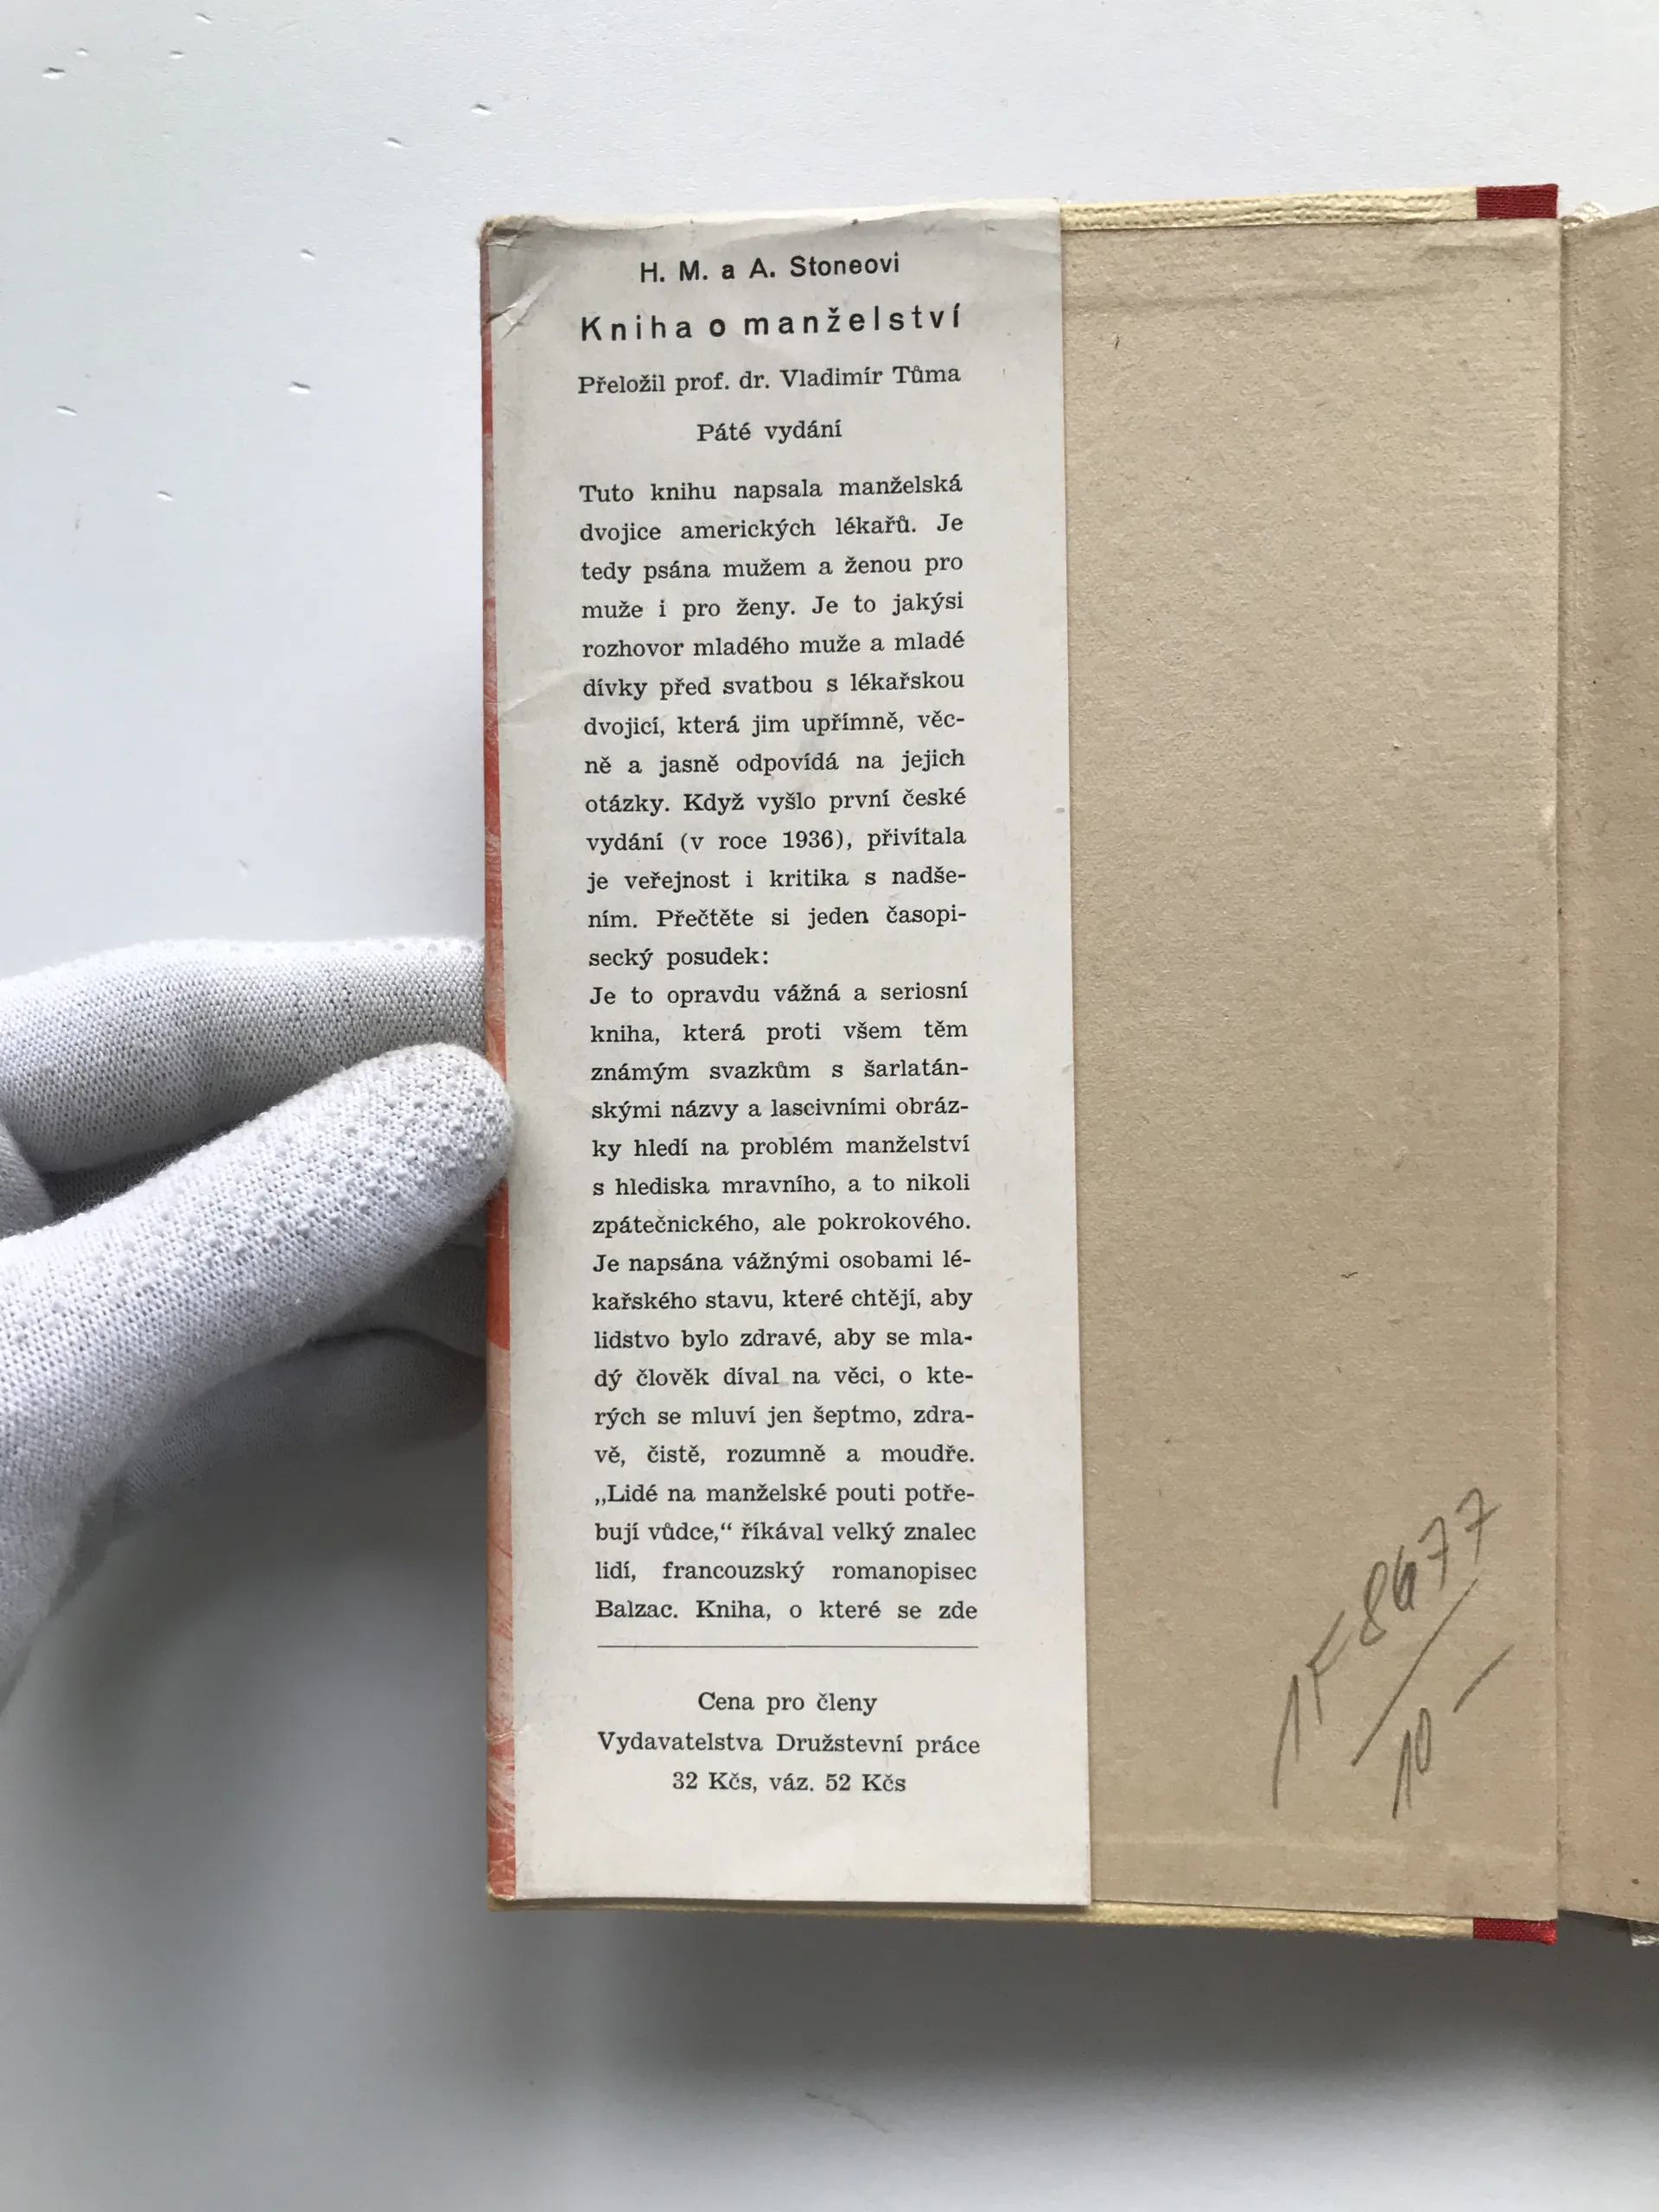 H. M. a A. Stoneovi
Kniha o manželství
Přeložil prof. dr. Vladimír Tůma
Páté vydání
Tuto knihu napsala manželská
dvojice amerických lékařů. Je
tedy psána mužem a ženou pro
muže i pro ženy. Je to jakýsi
rozhovor mladého muže a mladé
dívky před svatbou s lékařskou
dvojicí, která jim upřímně, věc-
ně a jasně odpovídá na jejich
otázky. Když vyšlo první české
vydání (v roce 1936), přivítala
je veřejnost i kritika s nadše-
ním. Přečtěte si jeden časopi-
secký posudek:
Je to opravdu vážná a seriosní
kniha, která proti všem těm
známým svazkům s šarlatán-
skými názvy a lascivními obráz-
ky hledí na problém manželství
s hlediska mravního, a to nikoli
zpátečnického, ale pokrokového.
Je napsána vážnými osobami lé-
kařského stavu, které chtějí, aby
lidstvo bylo zdravé, aby se mla-
dý člověk díval na věci, o kte-
rých se mluví jen šeptmo, zdra-
vě, čistě, rozumně a moudře.
„Lidé na manželské pouti potře-
bují vůdce,“ říkával velký znalec
lidí, francouzský romanopisec
Balzac. Kniha, o které se zde
Cena pro členy
Vydavatelstva Družstevní práce
32 Kčs, váz. 52 Kčs
10 –